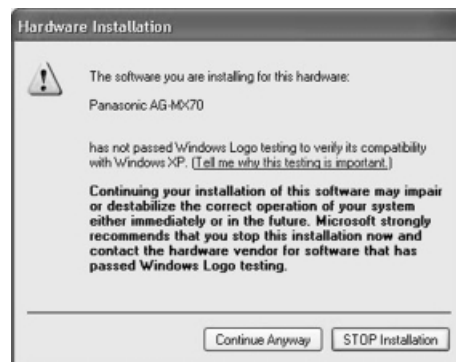 Hardware Installation
The software you are installing for this hardware:
Panasonic AG-MX70
has not passed Windows Logo testing to verify its compatibility
with Windows XP. (Tell me why this testing is important.)
Continuing your installation of this software may impair
or destabilize the correct operation of your system
either immediately or in the future. Microsoft strongly
recommends that you stop this installation now and
contact the hardware vendor for software that has
passed Windows Logo testing.
Continue Anyway
STOP Installation